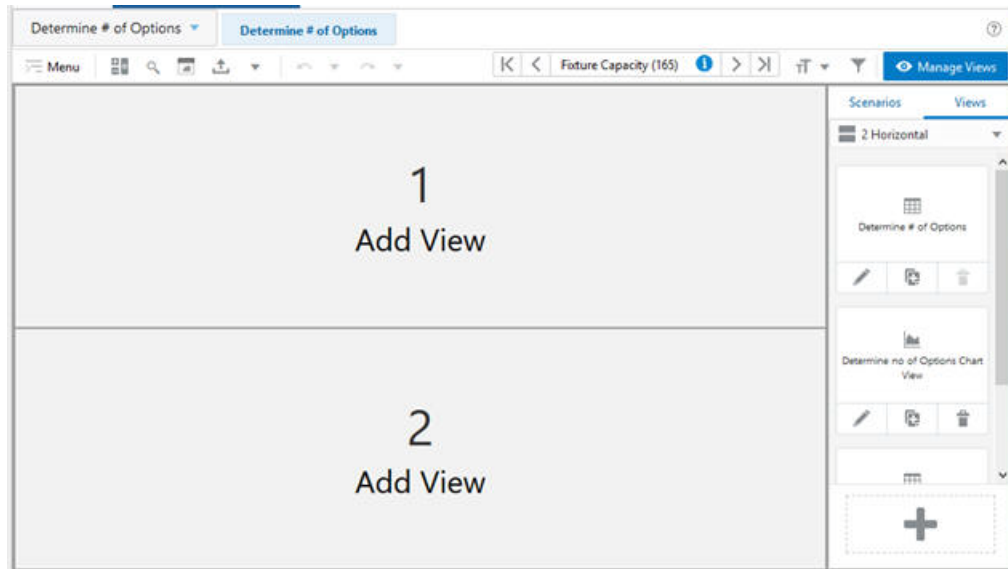 Determine # of Options
Determine # of Options
Menu
Fixture Capacity (165)
Manage Views
Scenarios
Views
2 Horizontal
1
Add View
Determine # of Options
Determine no of Options Chart
View
2
Add View